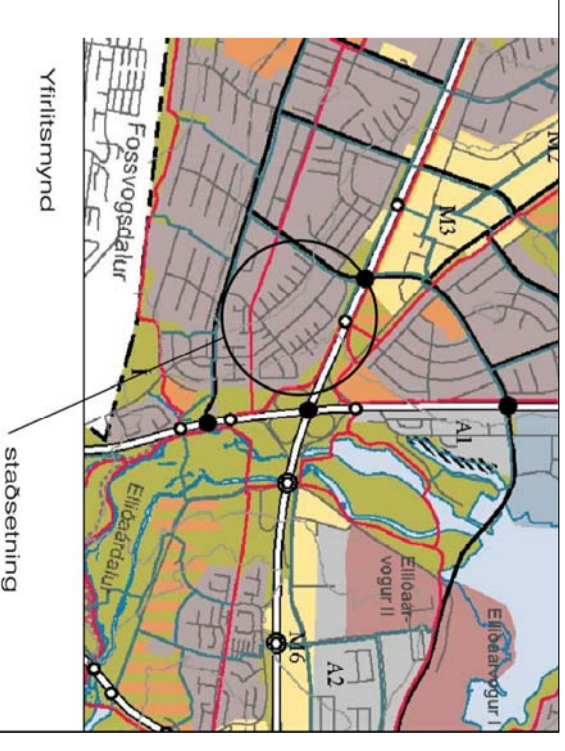 Yfirlitsmynd
staðsetning
Fossvogsdalur
Elliðaárdalur
M2
M3
A1
Elliðaár-
vogur II
Elliðaárvogur I
M6
A2